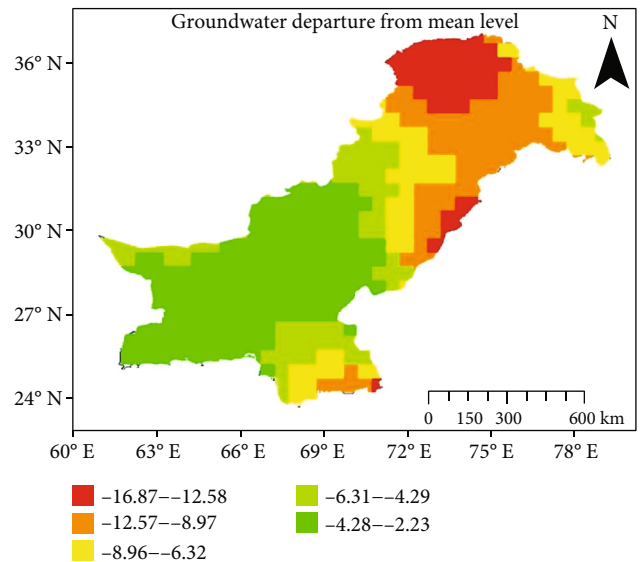 Groundwater departure from mean level
N
36° N
33° N
30° N
27° N
24° N
0 150 300 600 km
60° E 63° E 66° E 69° E 72° E 75° E 78° E
–16.87––12.58
–12.57––8.97
–8.96––6.32
–6.31––4.29
–4.28––2.23